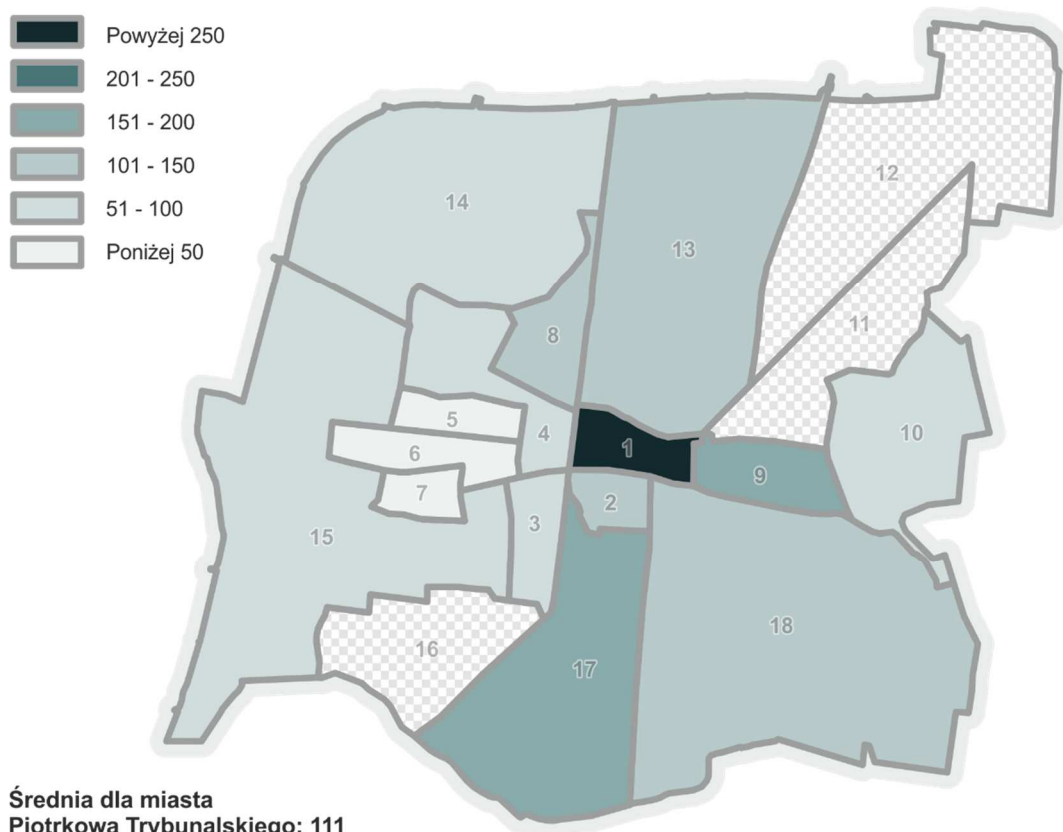 Powyżej 250
201 - 250
151 - 200
101 - 150
51 - 100
Poniżej 50
12
14
13
11
8
5
4
10
6
1
9
7
2
3
15
18
16
17
Średnia dla miasta
Piotrkowa Trybunalskiego: 111